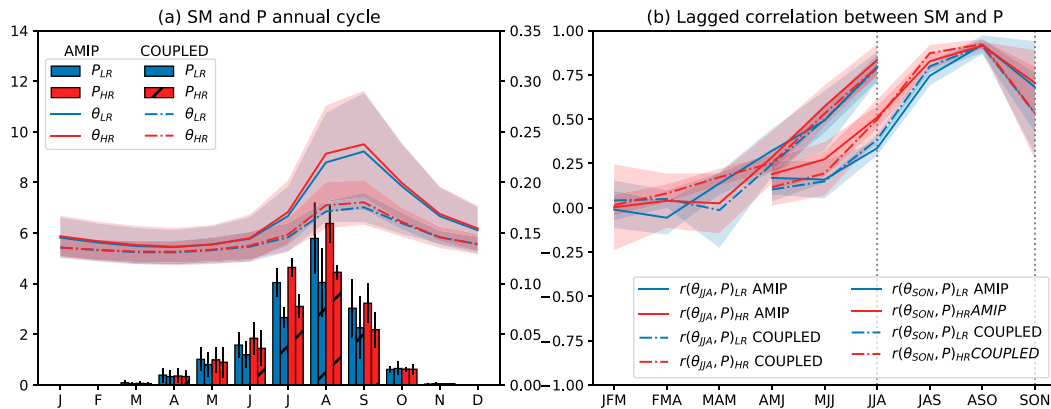 (a) SM and P annual cycle
14
12
10
8
6
4
2
0
0.35
0.30
0.25
0.20
0.15
0.10
0.05
0.00
J F M A M J J A S O N D
AMIP COUPLED
P_LR P_LR
P_HR P_HR
θ_LR θ_LR
θ_HR θ_HR
(b) Lagged correlation between SM and P
1.00
0.75
0.50
0.25
0.00
−0.25
−0.50
−0.75
−1.00
JFM FMA MAM AMJ MJJ JJA JAS ASO SON
r(θ_JJA, P)_LR AMIP
r(θ_JJA, P)_HR AMIP
r(θ_JJA, P)_LR COUPLED
r(θ_JJA, P)_HR COUPLED
r(θ_SON, P)_LR AMIP
r(θ_SON, P)_HR AMIP
r(θ_SON, P)_LR COUPLED
r(θ_SON, P)_HR COUPLED